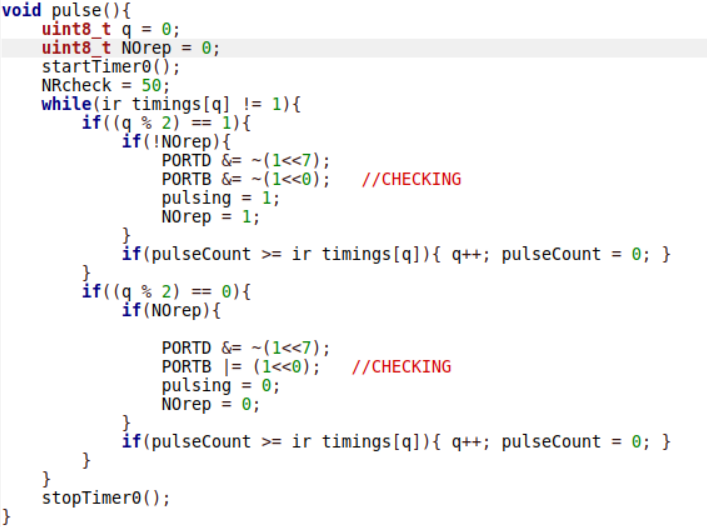 void pulse(){
    uint8_t q = 0;
    uint8_t NOrep = 0;
    startTimer0();
    NRcheck = 50;
    while(ir timings[q] != 1){
        if((q % 2) == 1){
            if(!NOrep){
                PORTD &= ~(1<<7);
                PORTB &= ~(1<<0);   //CHECKING
                pulsing = 1;
                NOrep = 1;
            }
            if(pulseCount >= ir timings[q]){ q++; pulseCount = 0; }
        }
        if((q % 2) == 0){
            if(NOrep){

                PORTD &= ~(1<<7);
                PORTB |= (1<<0);   //CHECKING
                pulsing = 0;
                NOrep = 0;
            }
            if(pulseCount >= ir timings[q]){ q++; pulseCount = 0; }
        }
    }
    stopTimer0();
}